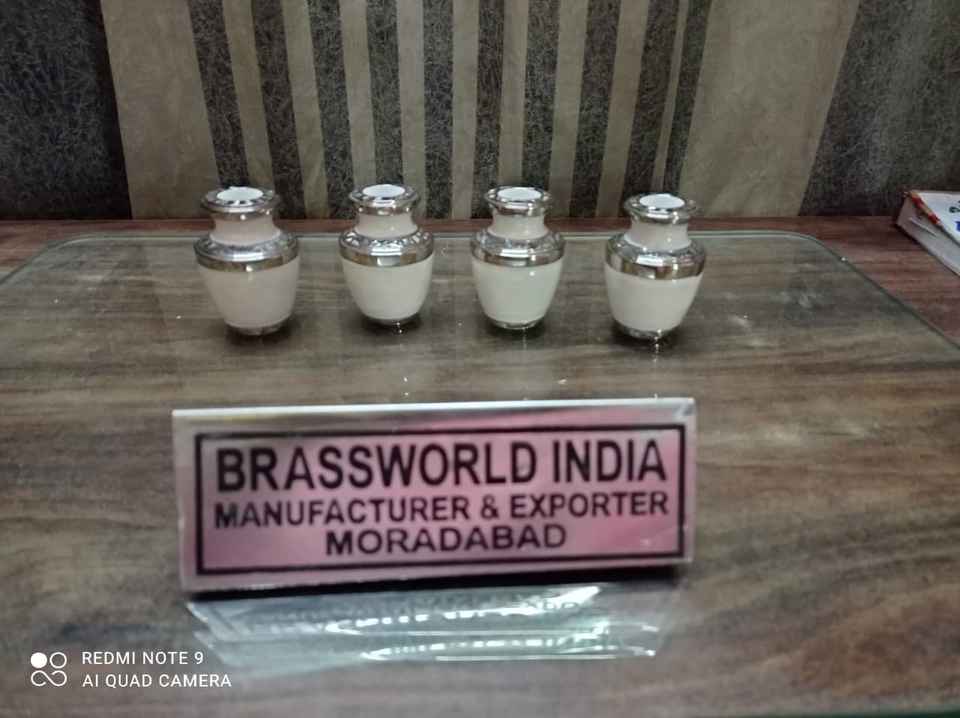 BRASSWORLD INDIA
MANUFACTURER & EXPORTER
MORADABAD
REDMI NOTE 9
AI QUAD CAMERA